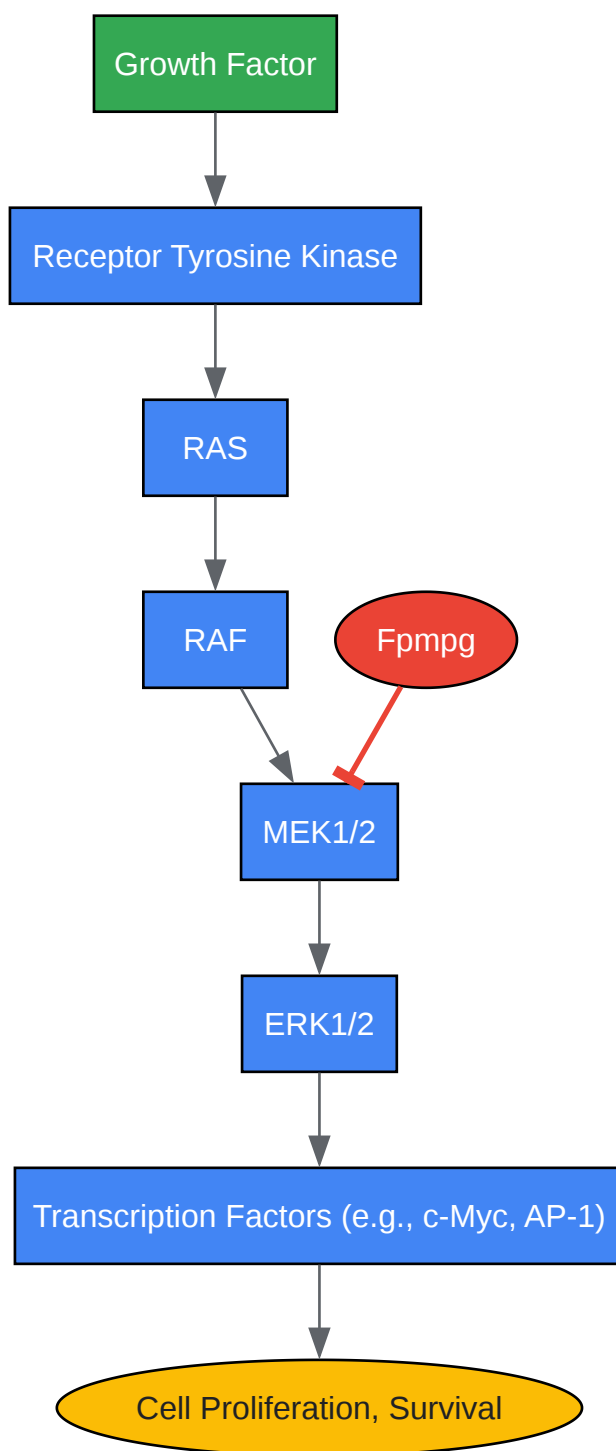 Growth Factor
Receptor Tyrosine Kinase
RAS
RAF
Fpmpg
MEK1/2
ERK1/2
Transcription Factors (e.g., c-Myc, AP-1)
Cell Proliferation, Survival